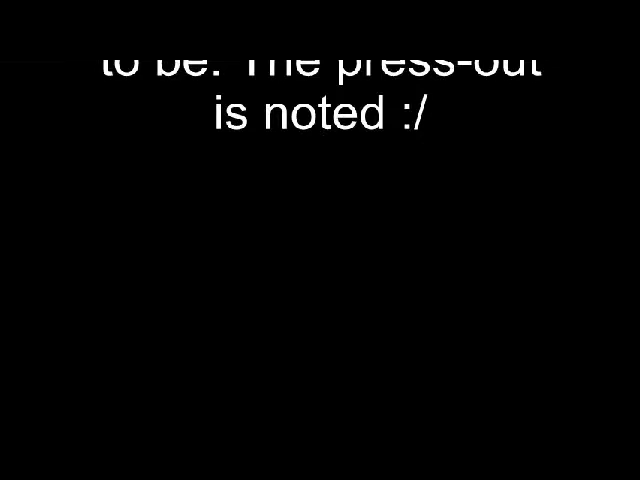 to be. The press-out
is noted :/